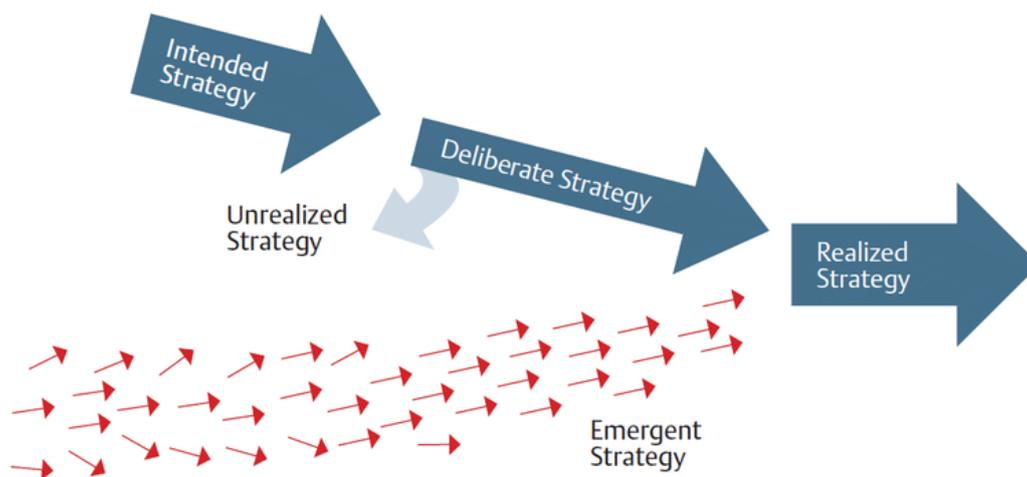 Intended
Strategy
Deliberate Strategy
Unrealized
Strategy
Realized
Strategy
Emergent
Strategy